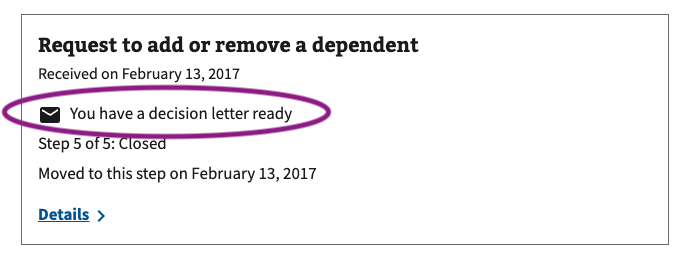 Request to add or remove a dependent
Received on February 13, 2017
You have a decision letter ready
Step 5 of 5: Closed
Moved to this step on February 13, 2017
Details